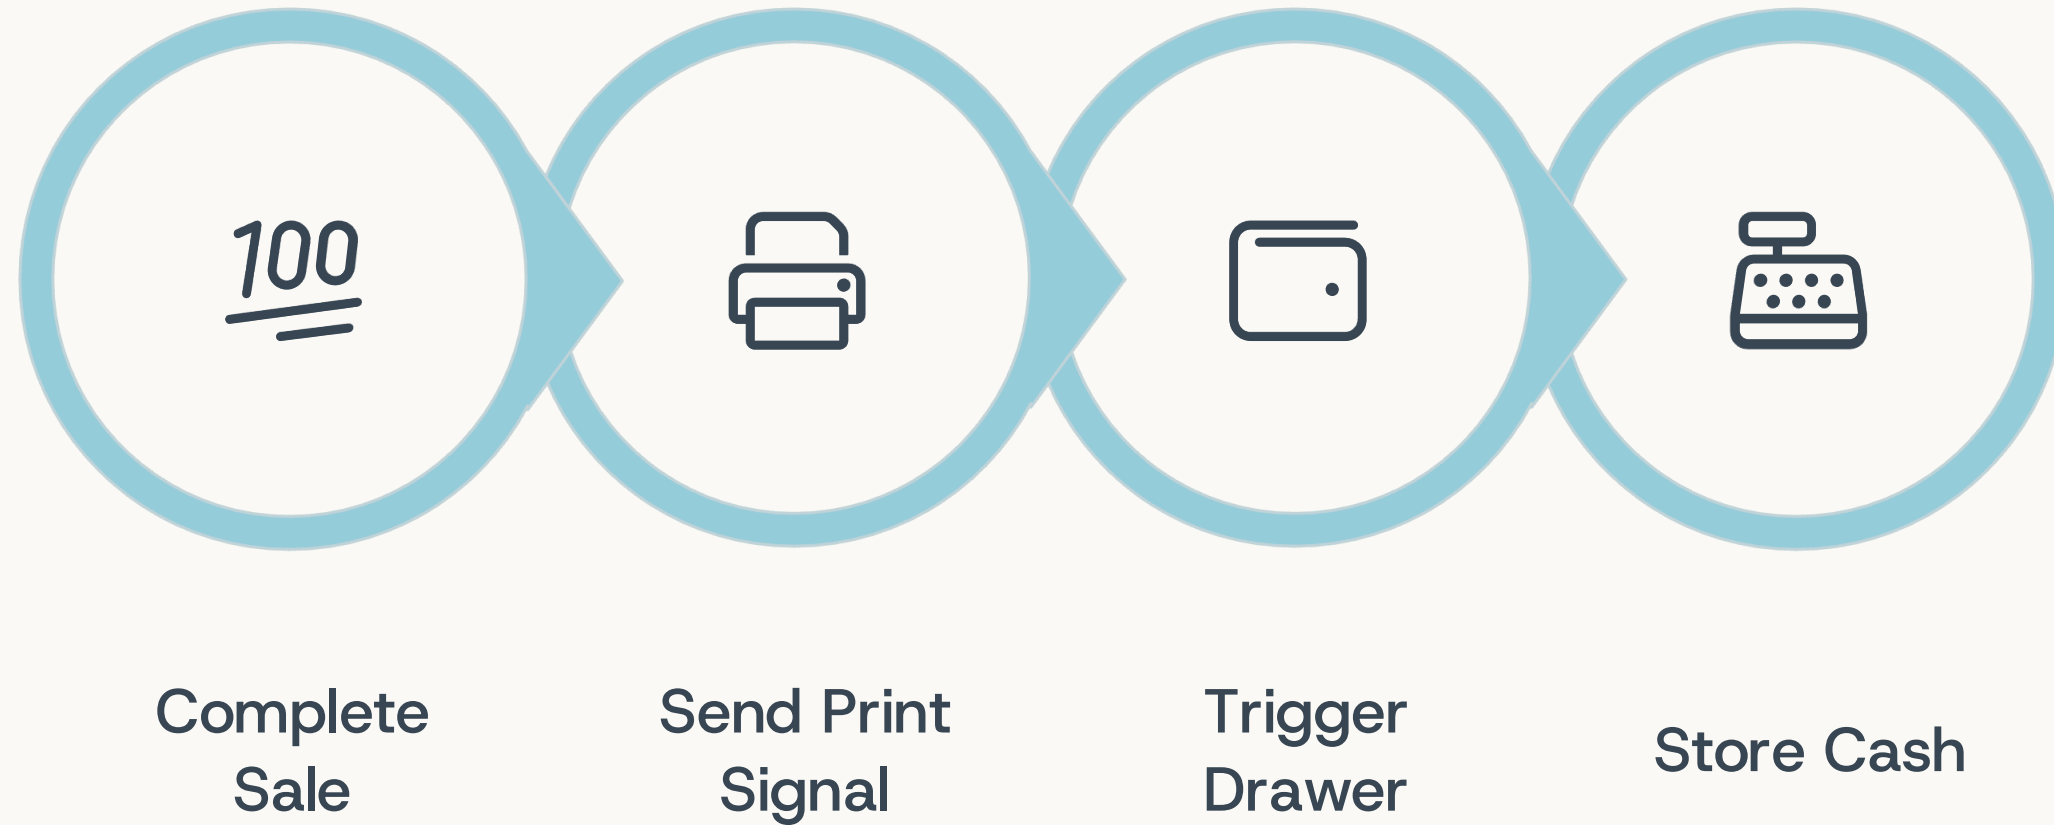 100
Complete
Sale
Send Print
Signal
Trigger
Drawer
Store Cash